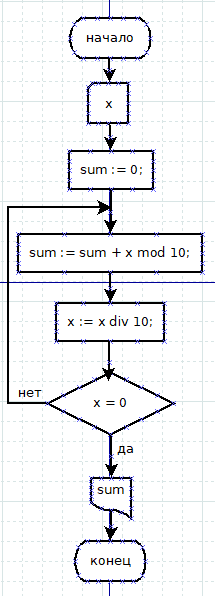 начало
x
sum := 0;
sum := sum + x mod 10;
x := x div 10;
x = 0
нет
да
sum
конец